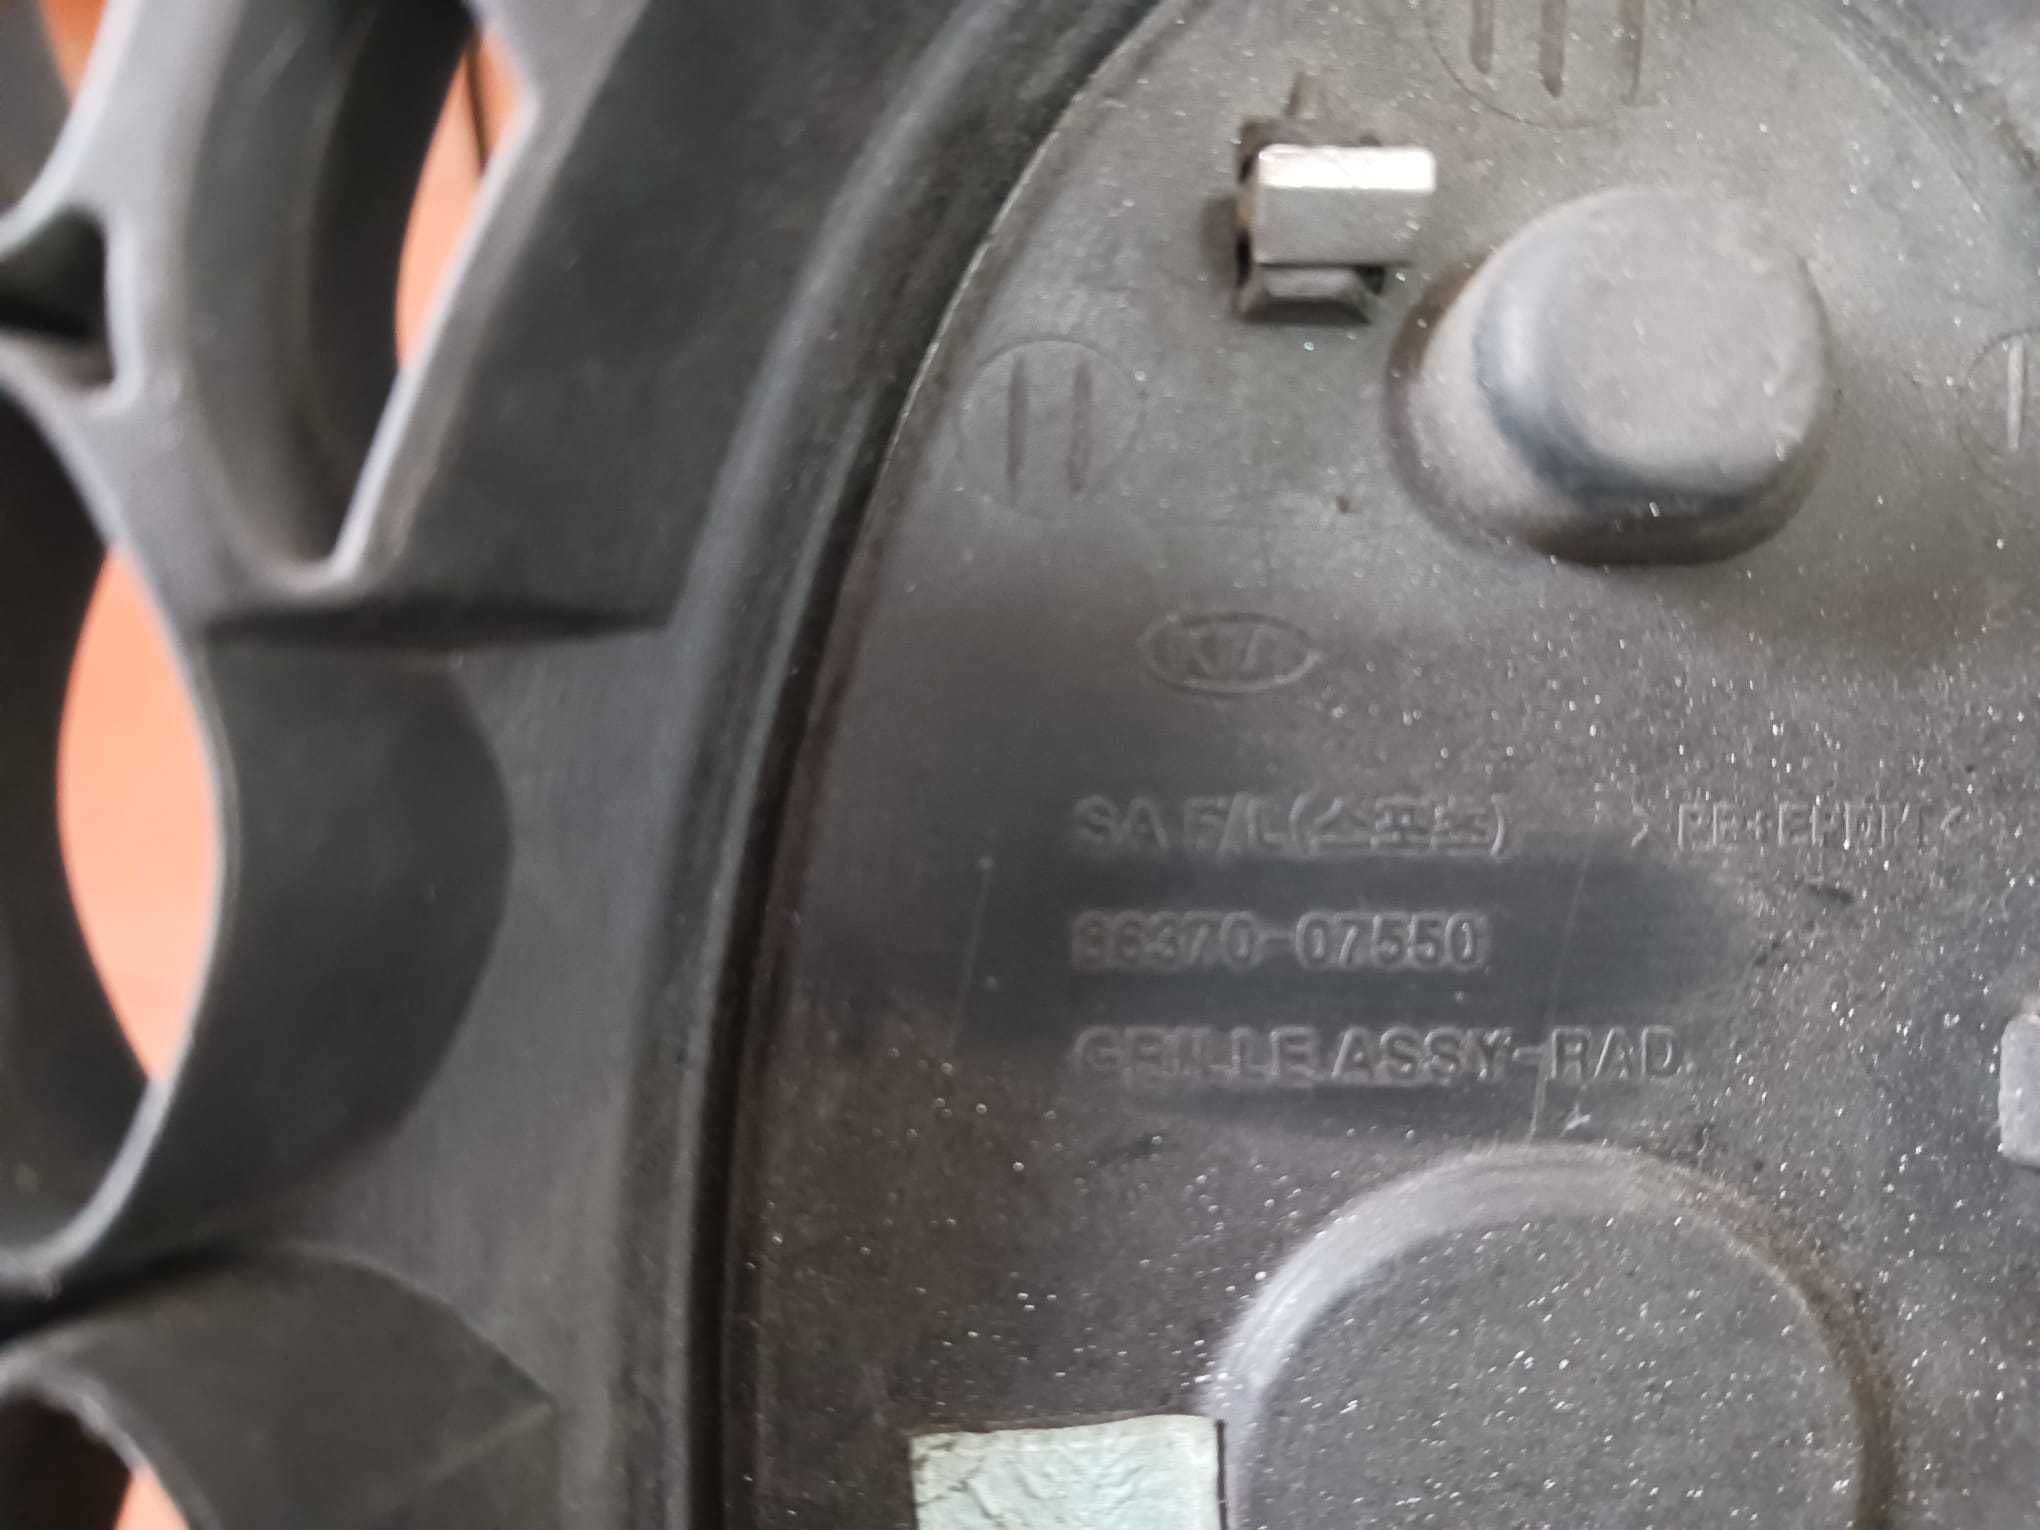 KIA
SA F/L(스포츠)
86370-07550
GRILLE ASSY-RAD